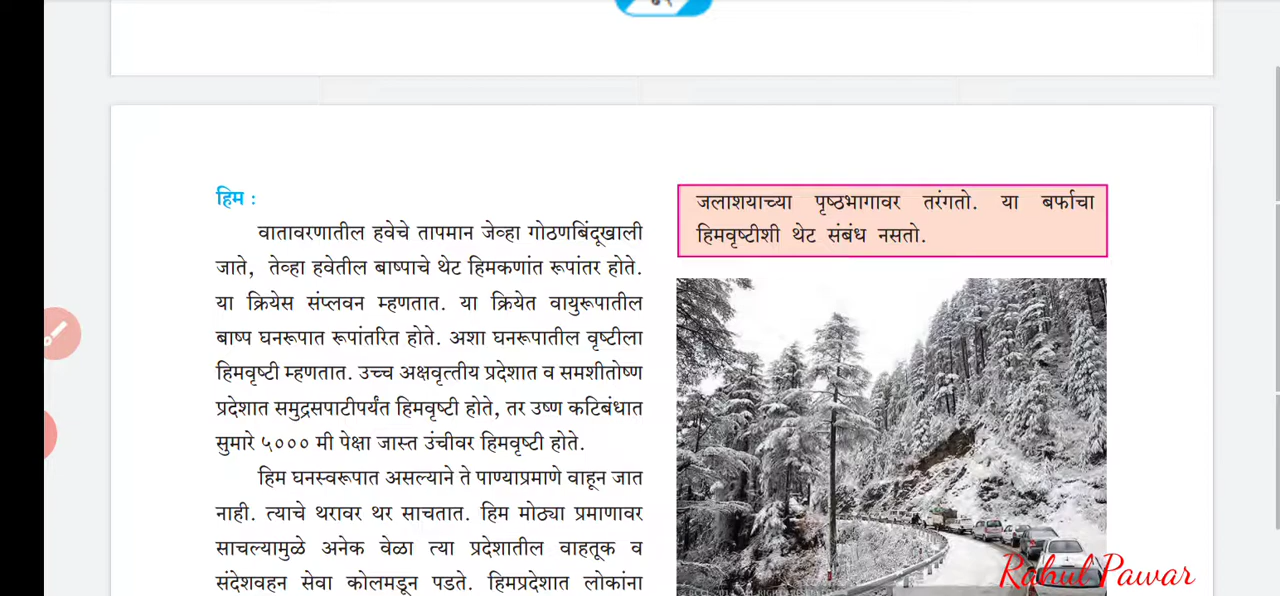 हिम :
वातावरणातील हवेचे तापमान जेव्हा गोठणबिंदूखाली
जाते, तेव्हा हवेतील बाष्पाचे थेट हिमकणांत रूपांतर होते.
या क्रियेस संप्लवन म्हणतात. या क्रियेत वायुरूपातील
बाष्प घनरूपात रूपांतरित होते. अशा घनरूपातील वृष्टीला
हिमवृष्टी म्हणतात. उच्च अक्षवृत्तीय प्रदेशात व समशीतोष्ण
प्रदेशात समुद्रसपाटीपर्यंत हिमवृष्टी होते, तर उष्ण कटिबंधात
सुमारे ५००० मी पेक्षा जास्त उंचीवर हिमवृष्टी होते.
हिम घनस्वरूपात असल्याने ते पाण्याप्रमाणे वाहून जात
नाही. त्याचे थरावर थर साचतात. हिम मोठ्या प्रमाणावर
साचल्यामुळे अनेक वेळा त्या प्रदेशातील वाहतूक व
संदेशवहन सेवा कोलमडून पडते. हिमप्रदेशात लोकांना
जलाशयाच्या पृष्ठभागावर तरंगतो. या बर्फाचा
हिमवृष्टीशी थेट संबंध नसतो.
Rahul Pawar